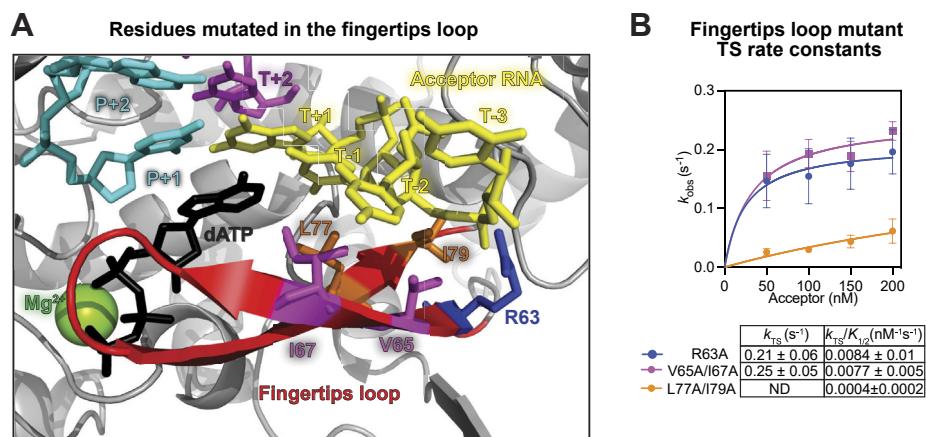 A
Residues mutated in the fingertips loop
P+2
T+2
Acceptor RNA
T+1
T-3
T-1
P+1
T-2
dATP
L77
I79
Mg²⁺
R63
I67
V65
Fingertips loop
B
Fingertips loop mutant
TS rate constants
k_obs (s⁻¹)
0.3
0.2
0.1
0.0
0 50 100 150 200
Acceptor (nM)
k_TS (s⁻¹) k_TS/K_1/2 (nM⁻¹s⁻¹)
R63A 0.21 ± 0.06 0.0084 ± 0.01
V65A/I67A 0.25 ± 0.05 0.0077 ± 0.005
L77A/I79A ND 0.0004±0.0002